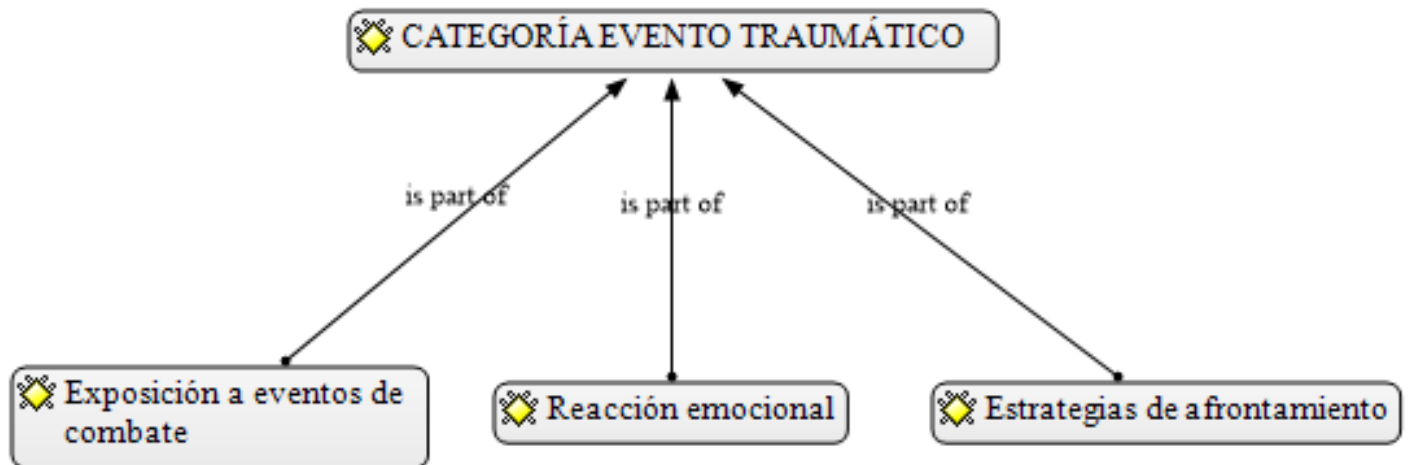 CATEGORÍA EVENTO TRAUMÁTICO
is part of
is part of
is part of
Exposición a eventos de
combate
Reacción emocional
Estrategias de afrontamiento